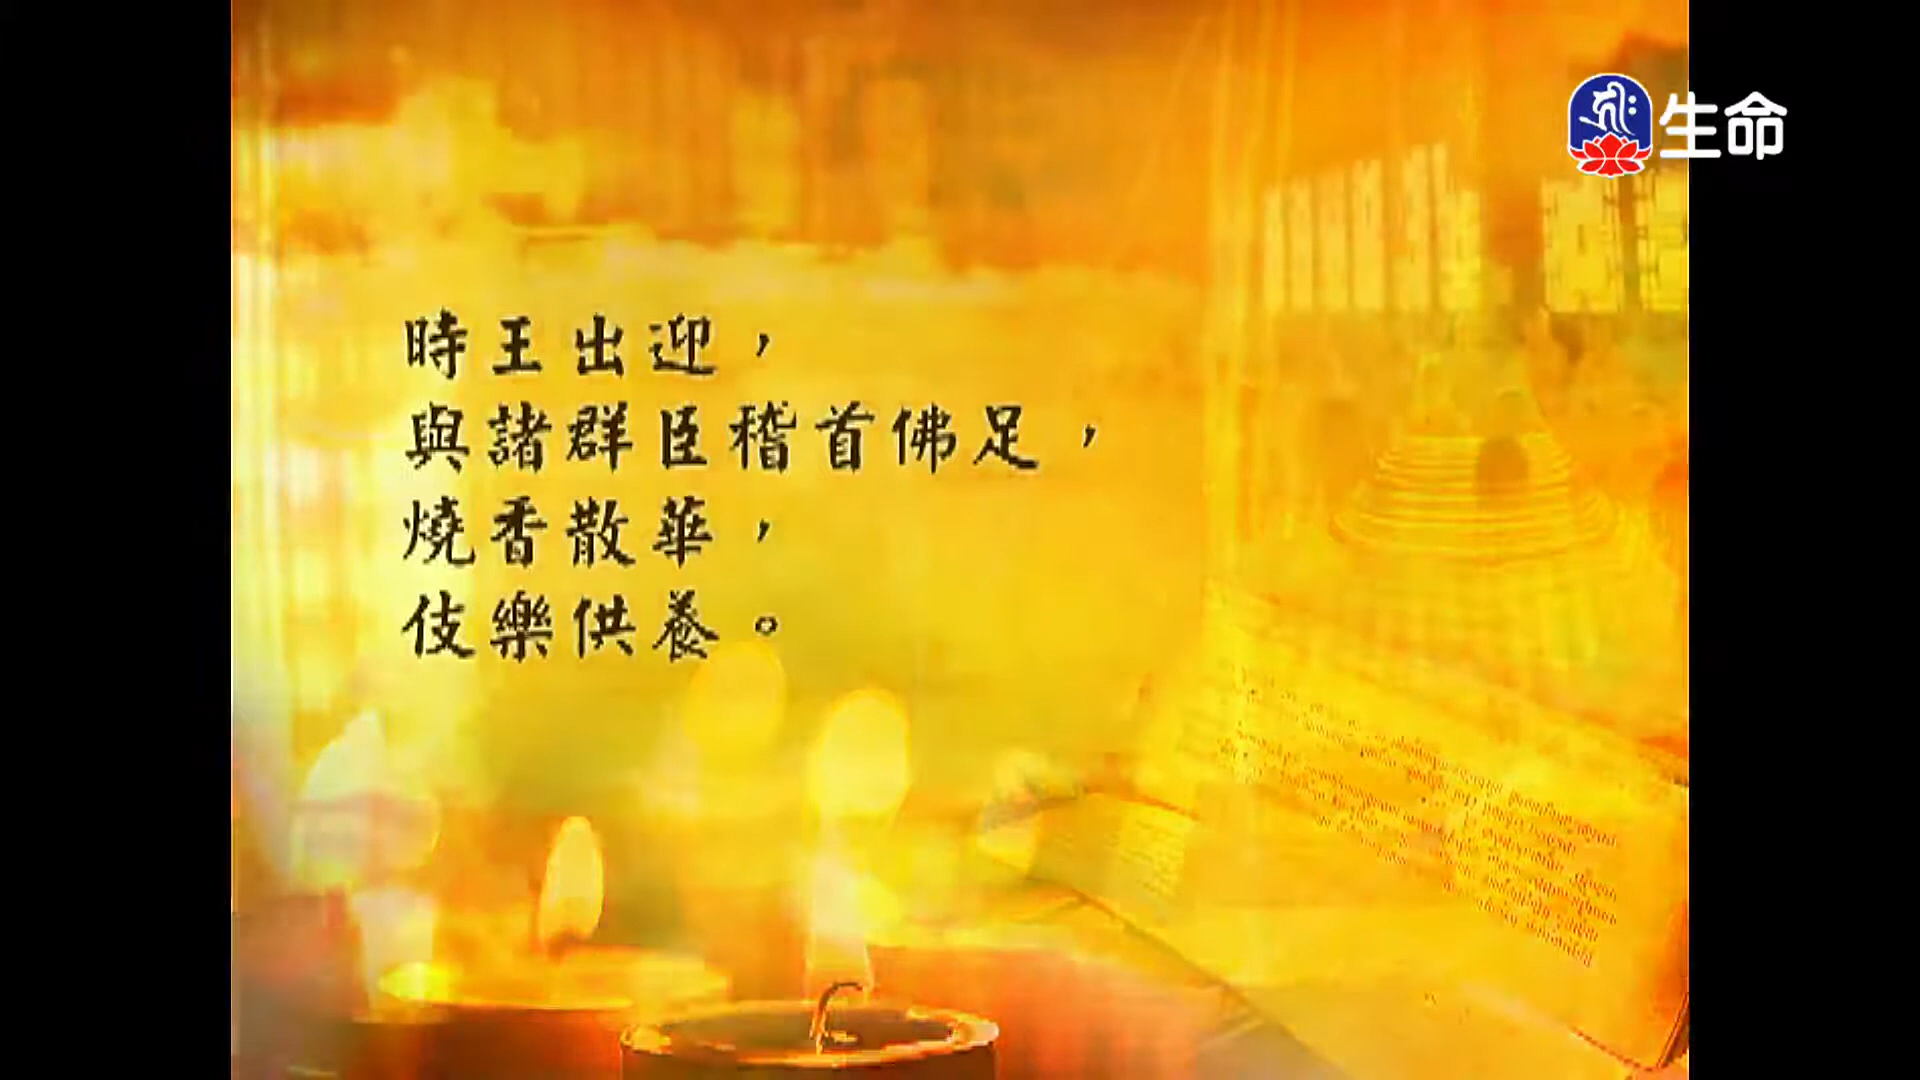 生命
時王出迎，
與諸群臣稽首佛足，
燒香散華，
伎樂供養。